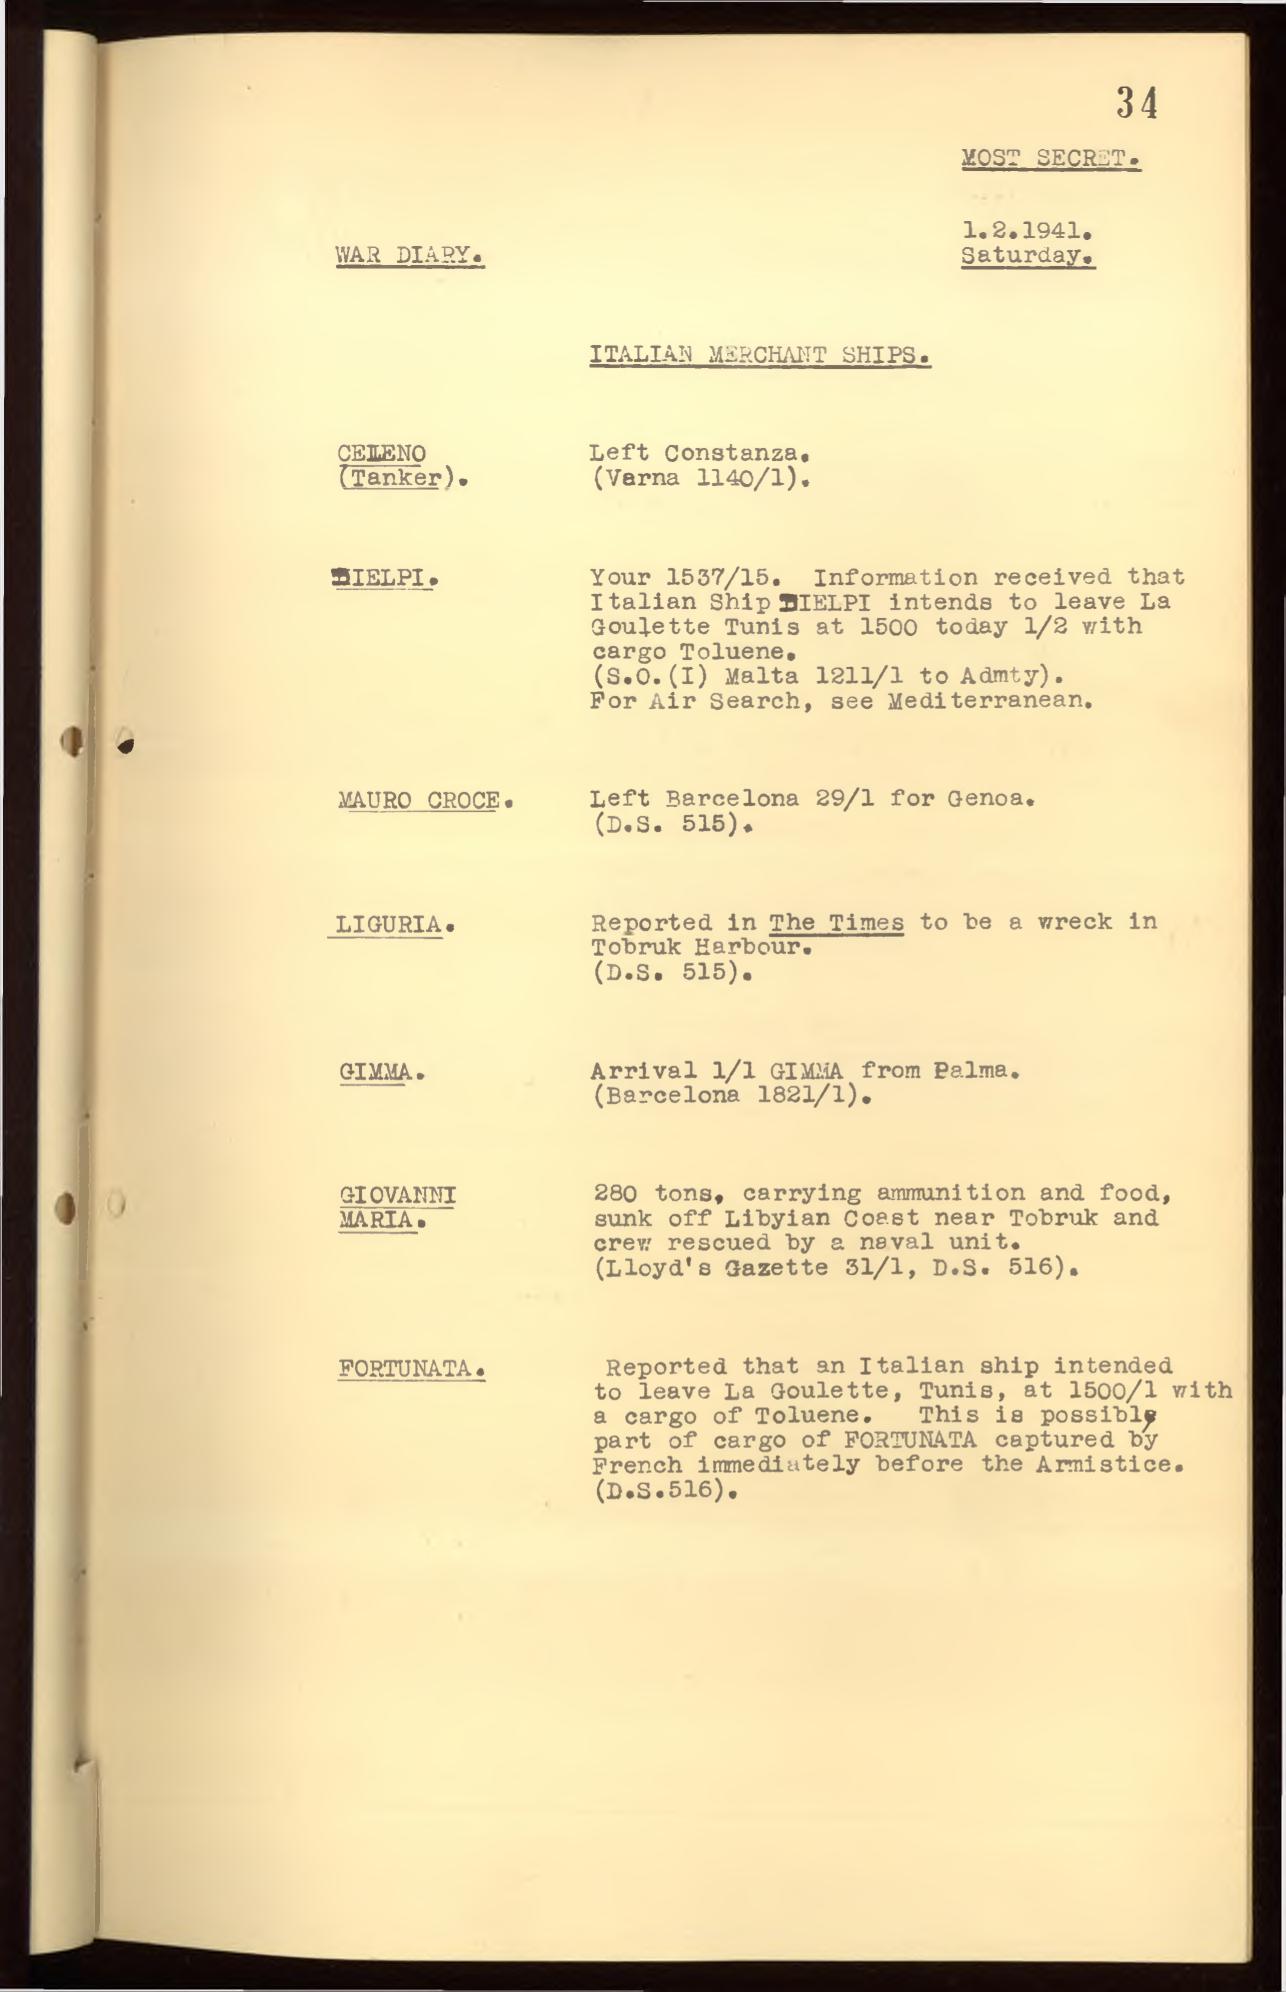 34
MOST SECRET.
1.2.1941.
Saturday.
WAR DIARY.
ITALIAN MERCHANT SHIPS.
CELENO
(Tanker).
Left Constanza.
(Varna 1140/1).
DIELPI.
Your 1537/15. Information received that
Italian Ship DIELPI intends to leave La
Goulette Tunis at 1500 today 1/2 with
cargo Toluene.
(S.O.(I) Malta 1211/1 to Admty).
For Air Search, see Mediterranean.
MAURO CROCE.
Left Barcelona 29/1 for Genoa.
(D.S. 515).
LIGURIA.
Reported in The Times to be a wreck in
Tobruk Harbour.
(D.S. 515).
GIMMA.
Arrival 1/1 GIMMA from Palma.
(Barcelona 1821/1).
GIOVANNI
MARIA.
280 tons, carrying ammunition and food,
sunk off Libyian Coast near Tobruk and
crew rescued by a naval unit.
(Lloyd's Gazette 31/1, D.S. 516).
FORTUNATA.
Reported that an Italian ship intended
to leave La Goulette, Tunis, at 1500/1 with
a cargo of Toluene. This is possibly
part of cargo of FORTUNATA captured by
French immediately before the Armistice.
(D.S.516).